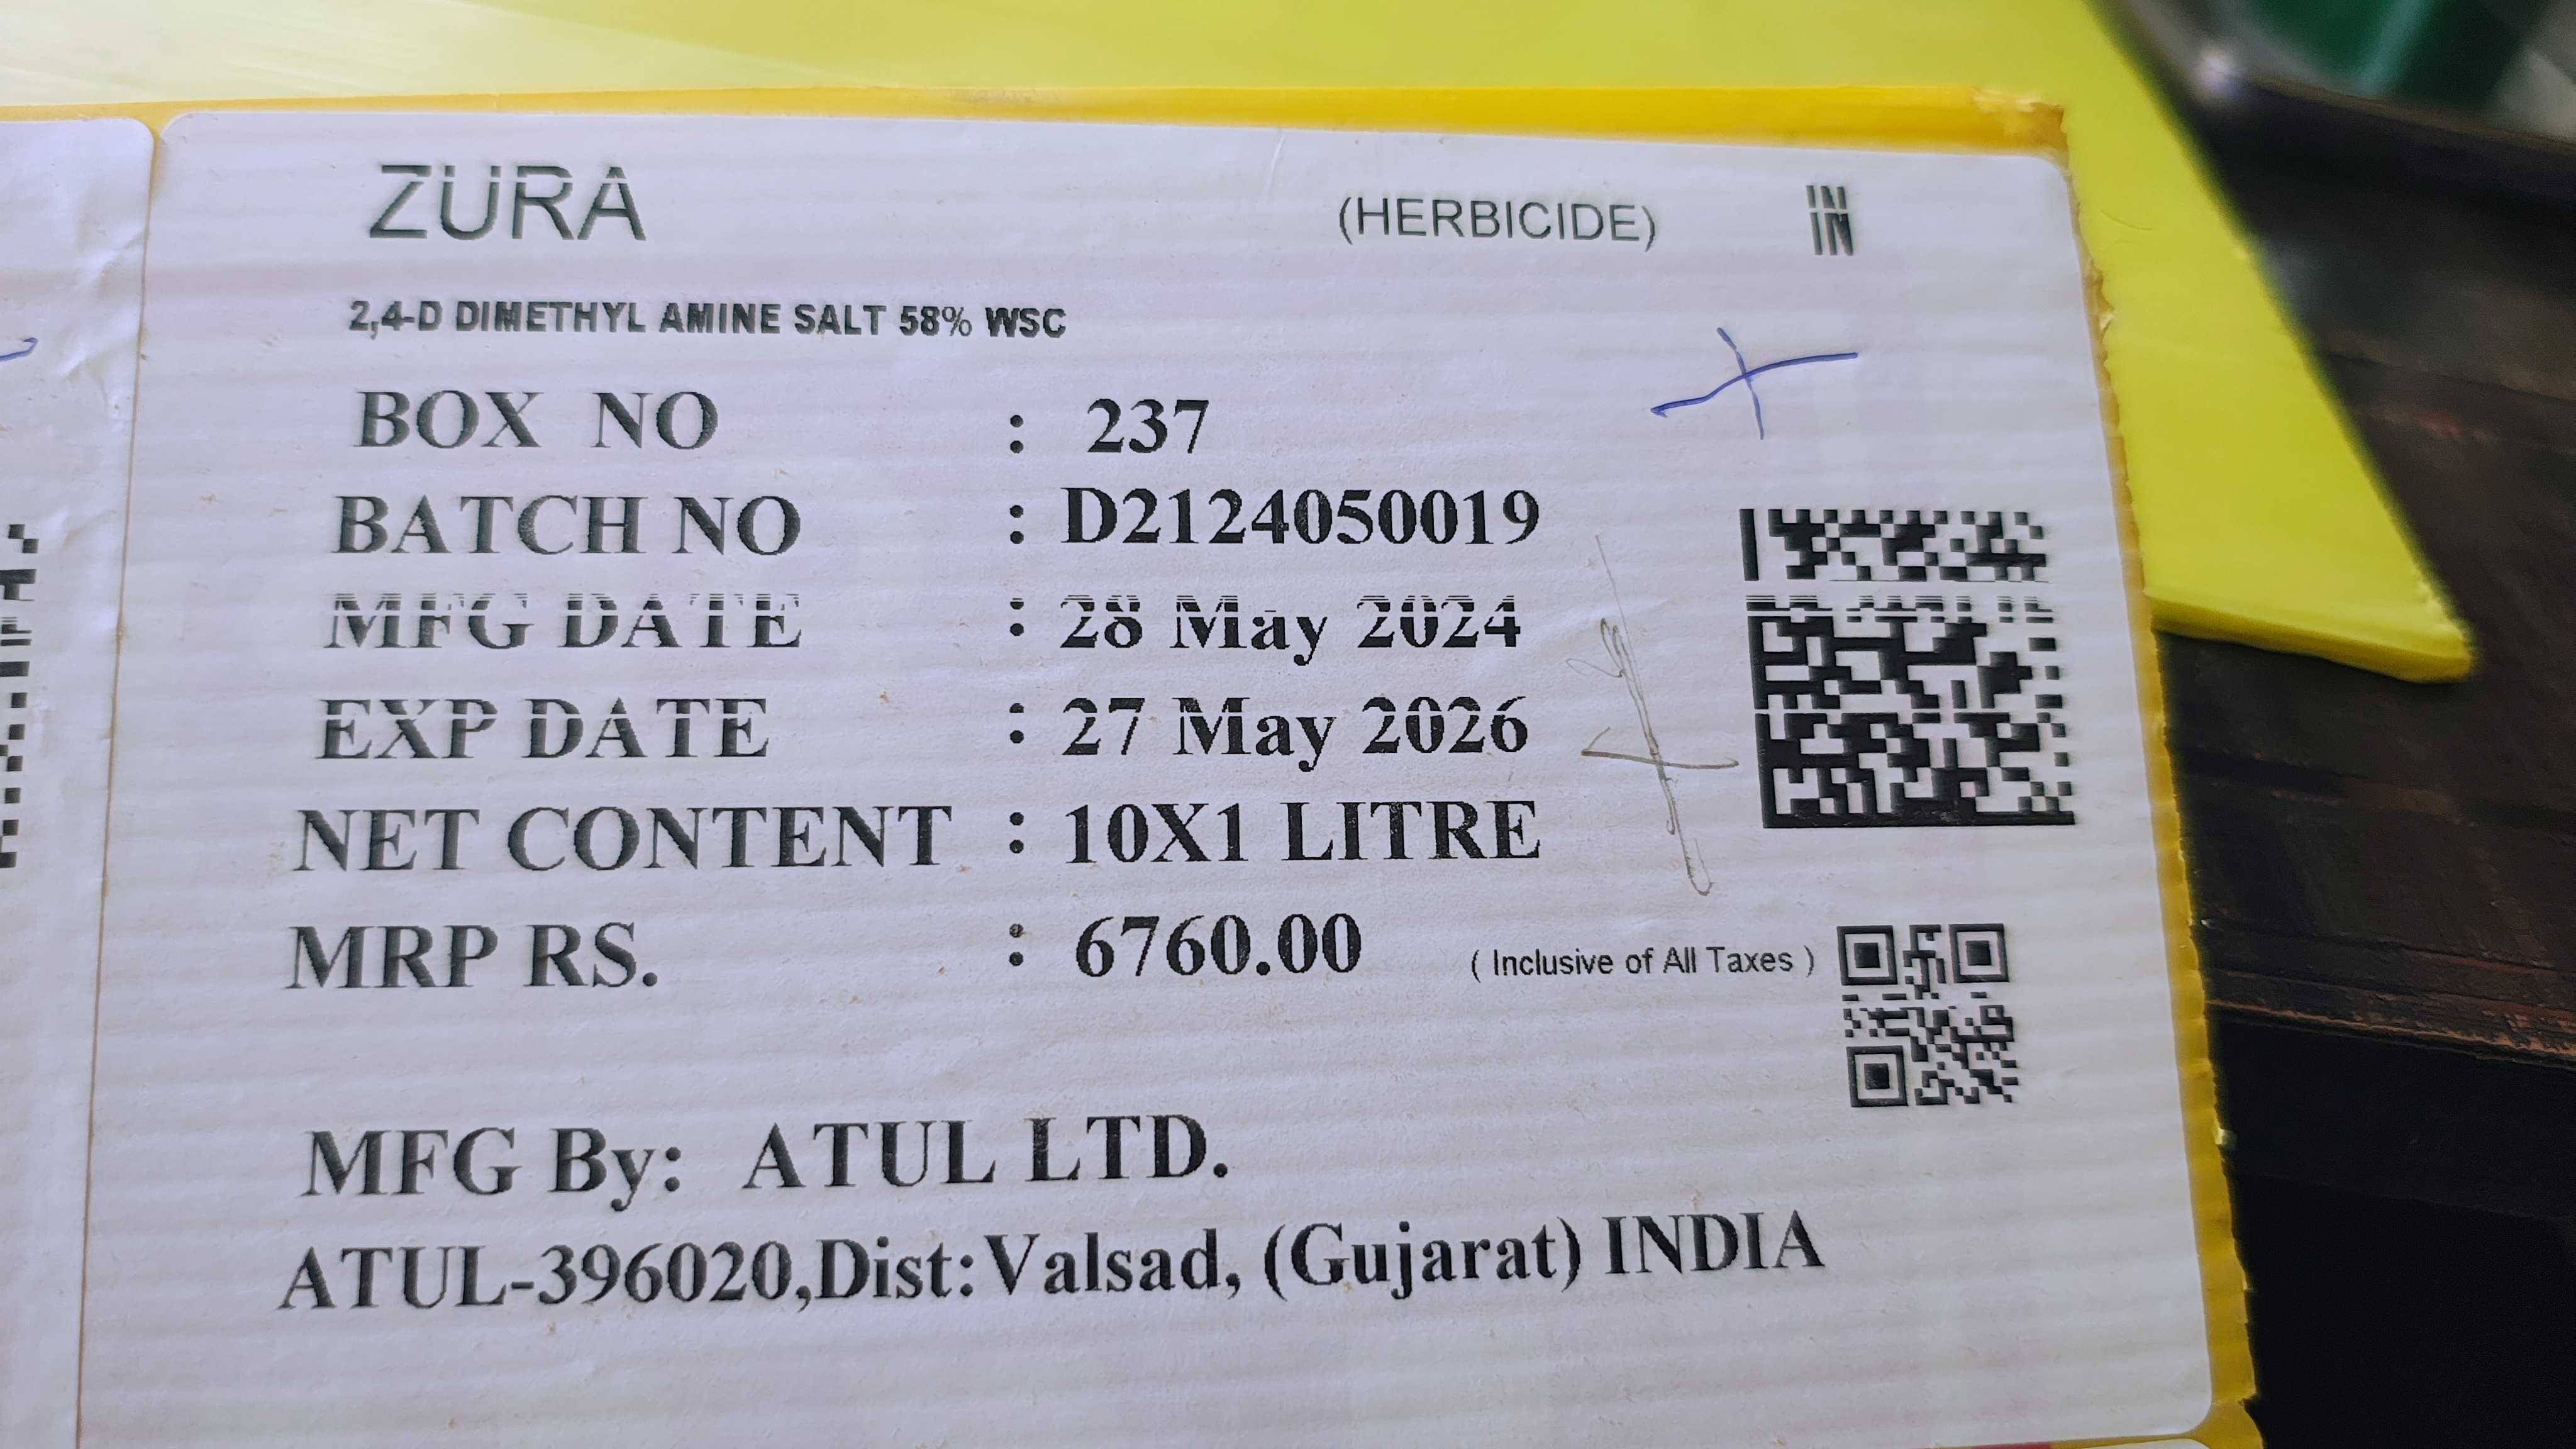 ZURA (HERBICIDE) IN
2,4-D DIMETHYL AMINE SALT 58% WSC
BOX NO : 237
BATCH NO : D2124050019
MFG DATE : 28 May 2024
EXP DATE : 27 May 2026
NET CONTENT : 10X1 LITRE
MRP RS. : 6760.00 ( Inclusive of All Taxes )
MFG By: ATUL LTD.
ATUL-396020,Dist:Valsad, (Gujarat) INDIA